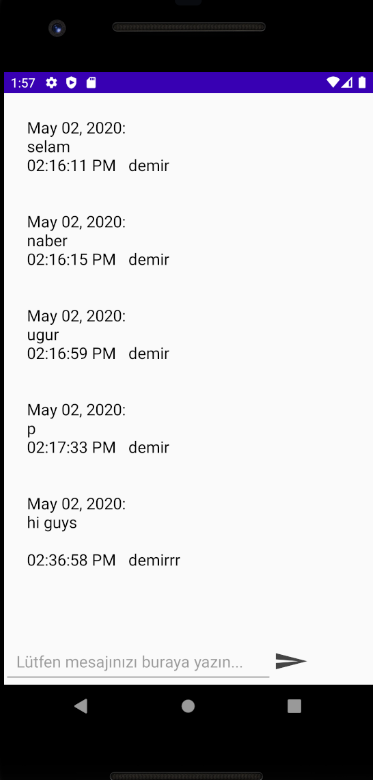 1:57
May 02, 2020:
selam
02:16:11 PM demir
May 02, 2020:
naber
02:16:15 PM demir
May 02, 2020:
ugur
02:16:59 PM demir
May 02, 2020:
p
02:17:33 PM demir
May 02, 2020:
hi guys
02:36:58 PM demirrr
Lütfen mesajınızı buraya yazın...